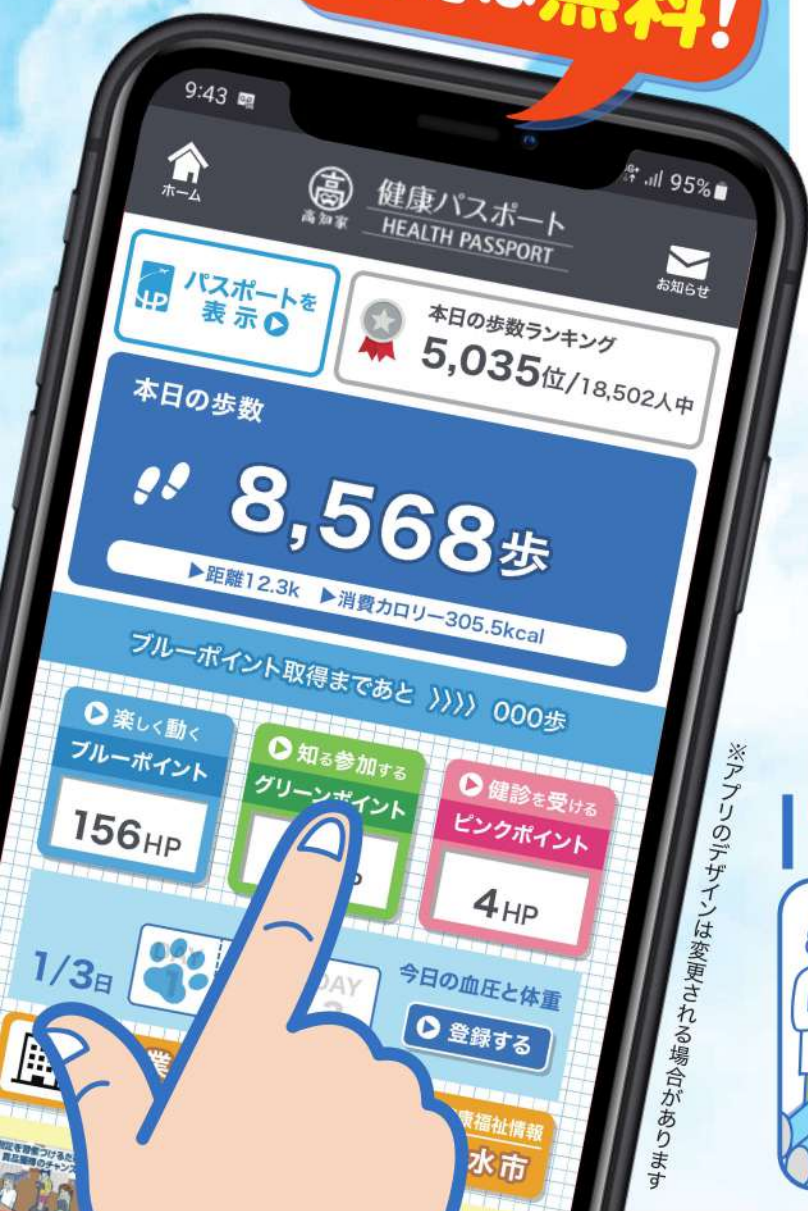 無料!
9:43
95%
ホーム
高知家
健康パスポート
HEALTH PASSPORT
お知らせ
HP
パスポートを
表示
本日の歩数ランキング
5,035位/18,502人中
本日の歩数
8,568歩
▶距離12.3k ▶消費カロリー305.5kcal
ブルーポイント取得まであと 》》 000歩
楽しく動く
ブルーポイント
156HP
知る参加する
グリーンポイント
健診を受ける
ピンクポイント
4HP
1/3日
DAY
1
DAY
今日の血圧と体重
登録する
業
康福祉情報
水市
※アプリのデザインは変更される場合があります